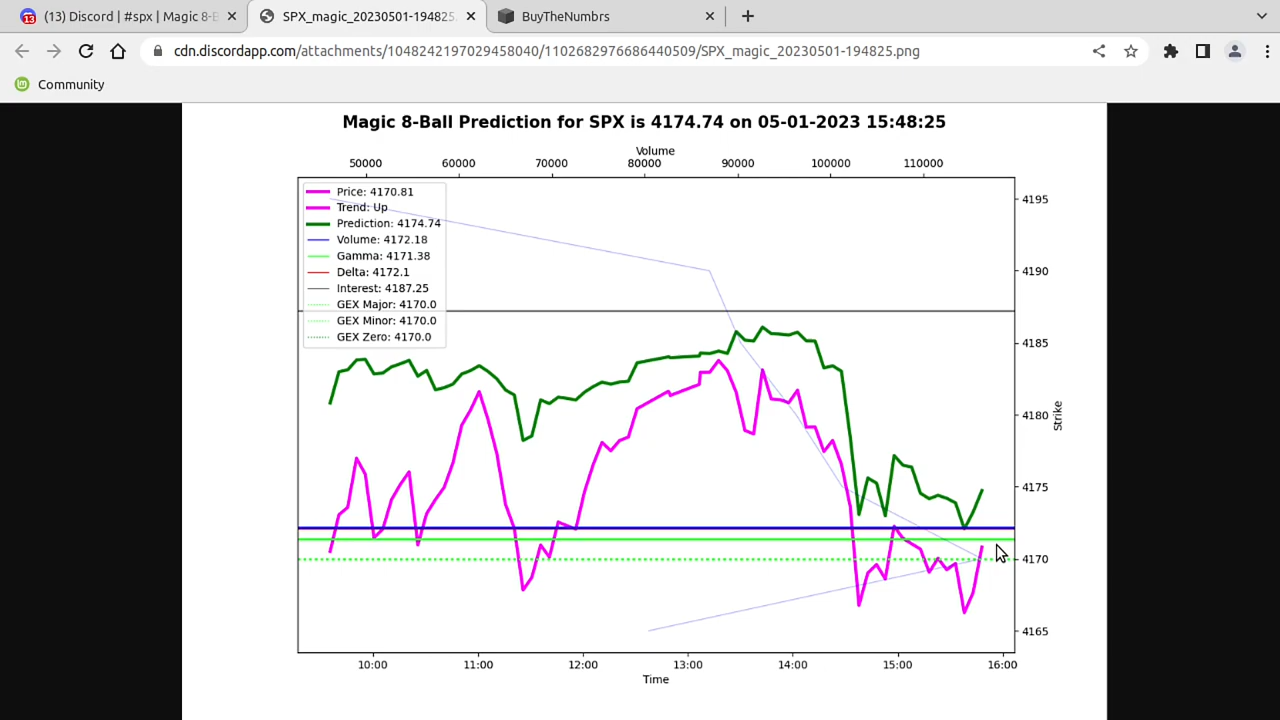 (13) Discord | #spx | Magic 8-B
SPX_magic_20230501-194825.
BuyTheNumbrs
cdn.discordapp.com/attachments/1048242197029458040/1102682976686440509/SPX_magic_20230501-194825.png
Community
Magic 8-Ball Prediction for SPX is 4174.74 on 05-01-2023 15:48:25
Volume
50000 60000 70000 80000 90000 100000 110000
Price: 4170.81
Trend: Up
Prediction: 4174.74
Volume: 4172.18
Gamma: 4171.38
Delta: 4172.1
Interest: 4187.25
GEX Major: 4170.0
GEX Minor: 4170.0
GEX Zero: 4170.0
4195
4190
4185
4180
4175
4170
4165
Strike
10:00 11:00 12:00 13:00 14:00 15:00 16:00
Time